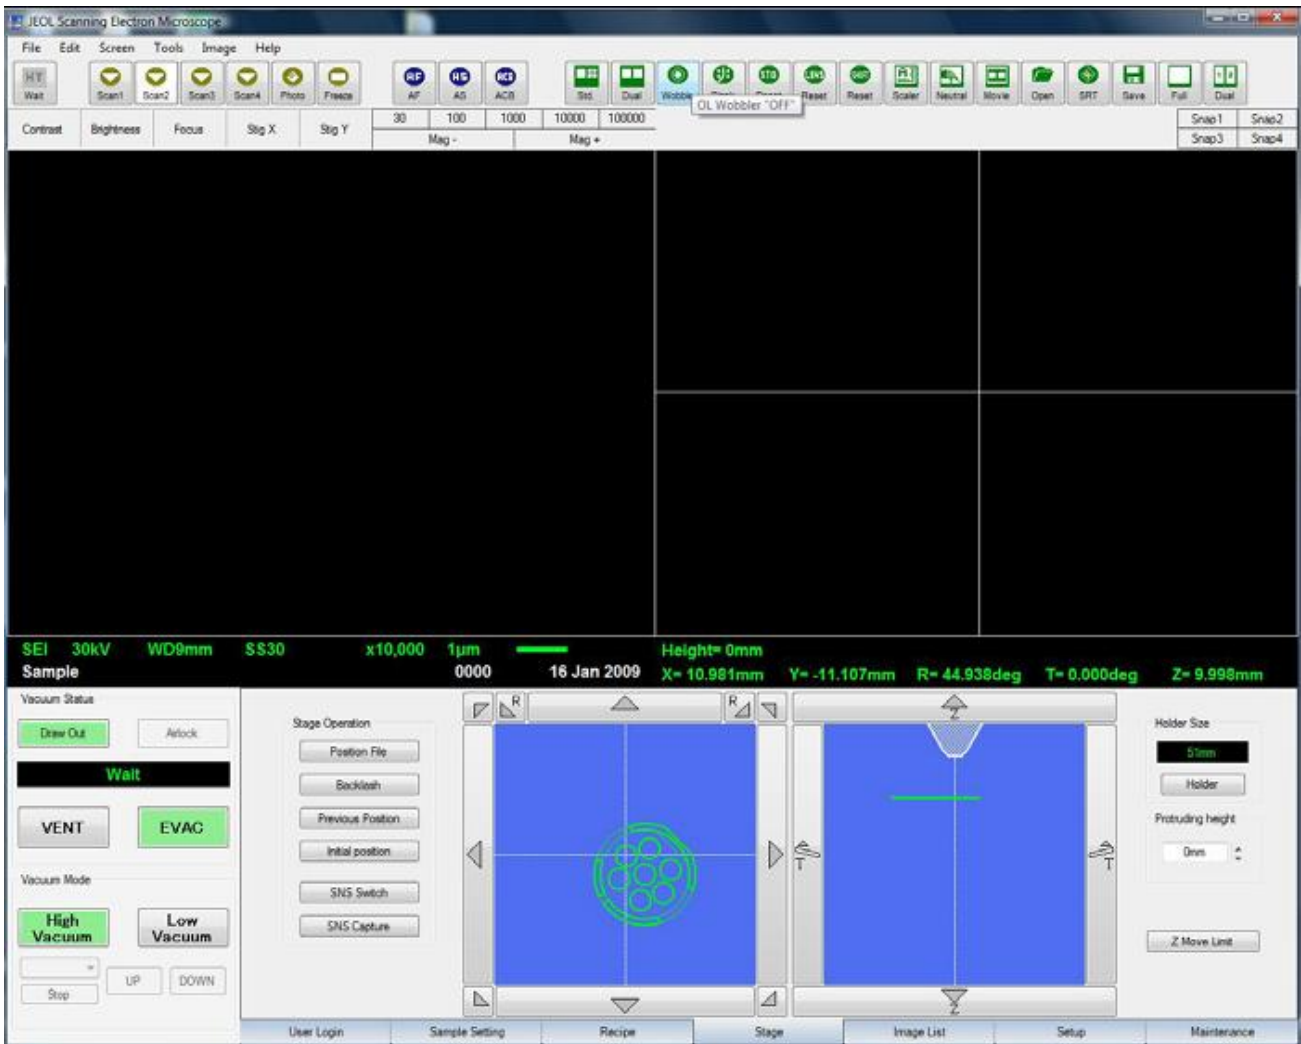 JEOL Scanning Electron Microscope
File Edit Screen Tools Image Help
HT
Wait Scan1 Scan2 Scan3 Scan4 Photo Freeze
AF AS ACB
AF AS ACB
Std. Dual Wobble Reset Reset Scaler Neutral Movie Open SRT Save Full Dual
OL Wobbler "OFF"
Contrast Brightness Focus Stig X Stig Y
30 100 1000 10000 100000
Mag - Mag +
Snap1 Snap2
Snap3 Snap4
SEI 30kV WD9mm SS30 x10,000 1µm
Height= 0mm
Sample 0000 16 Jan 2009 X= 10.981mm Y= -11.107mm R= 44.938deg T= 0.000deg Z= 9.998mm
Vacuum Status
Draw Out Airlock
Wait
VENT EVAC
Vacuum Mode
High Vacuum
Low Vacuum
UP DOWN
Stop
Stage Operation
Position File
Backlash
Previous Position
Initial position
SNS Switch
SNS Capture
R R
Z
T T
Z
Holder Size
51mm
Holder
Protruding height
0mm
Z Move Limit
User Login Sample Setting Recipe Stage Image List Setup Maintenance